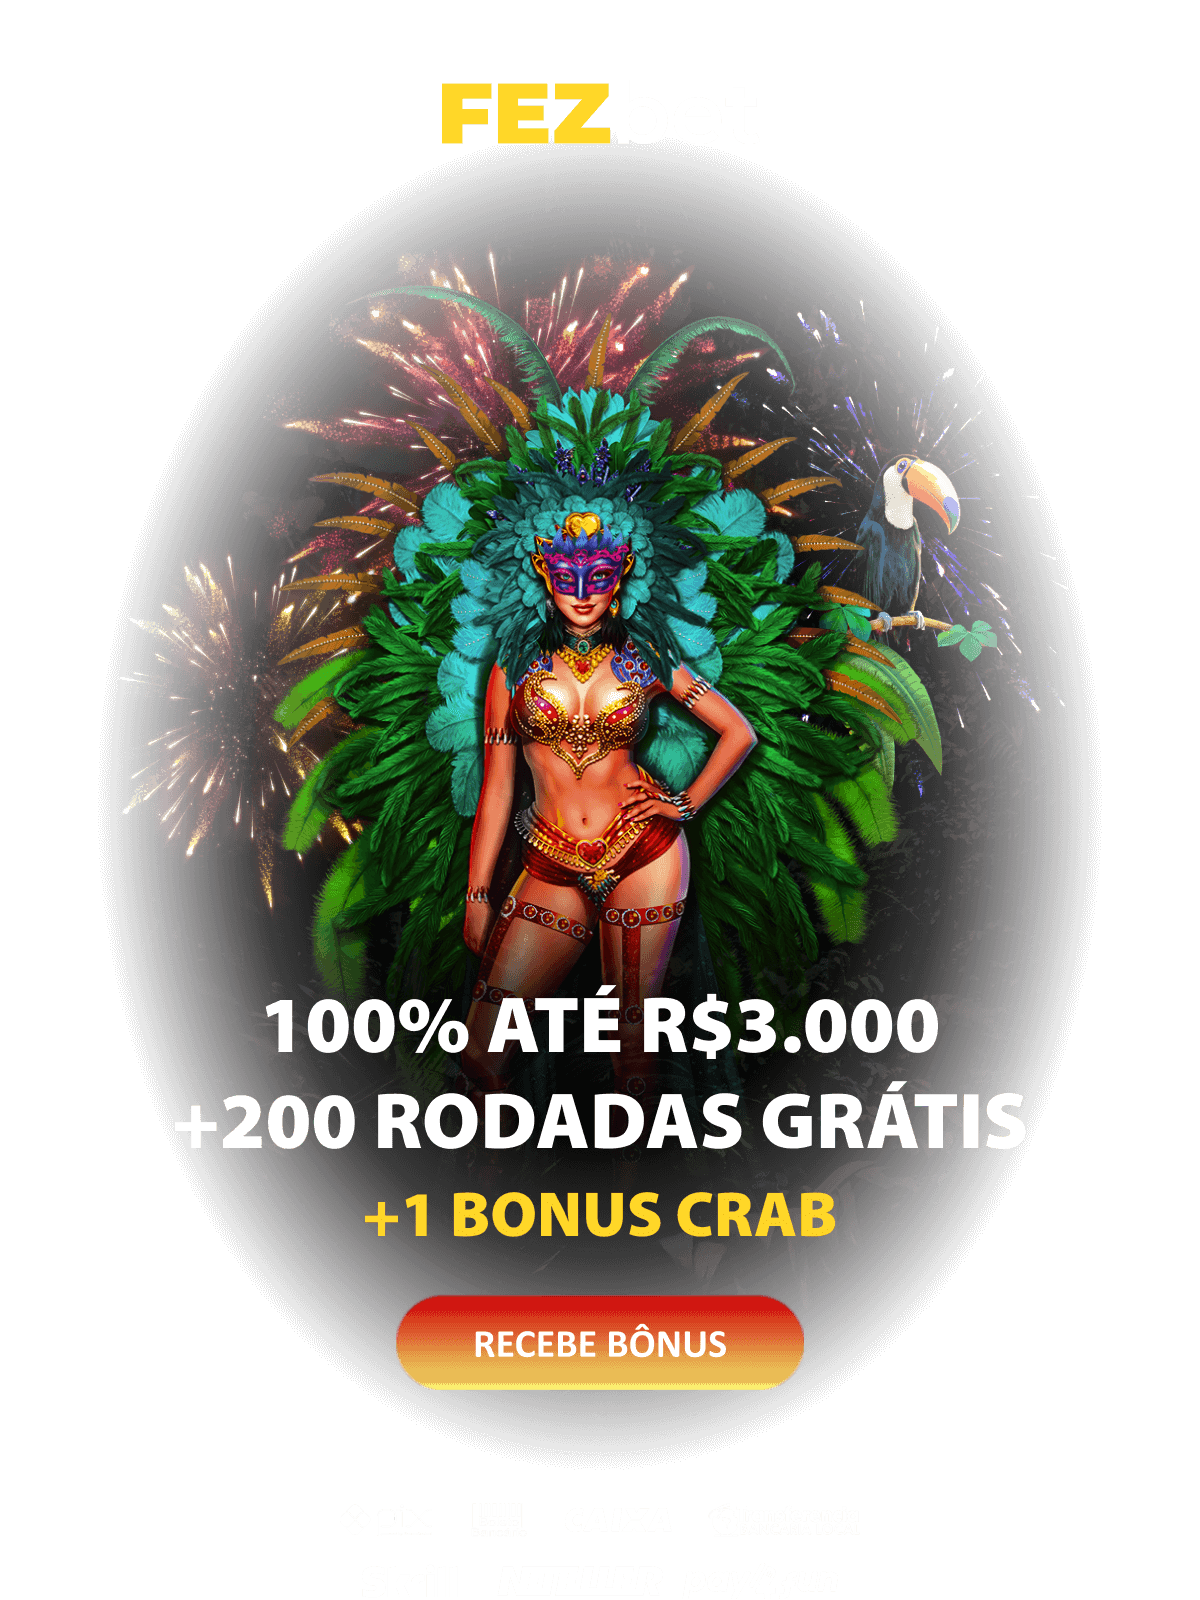 FEZ
100% ATÉ R$3.000
+200 RODADAS GRÁTIS
+1 BONUS CRAB
RECEBE BÔNUS